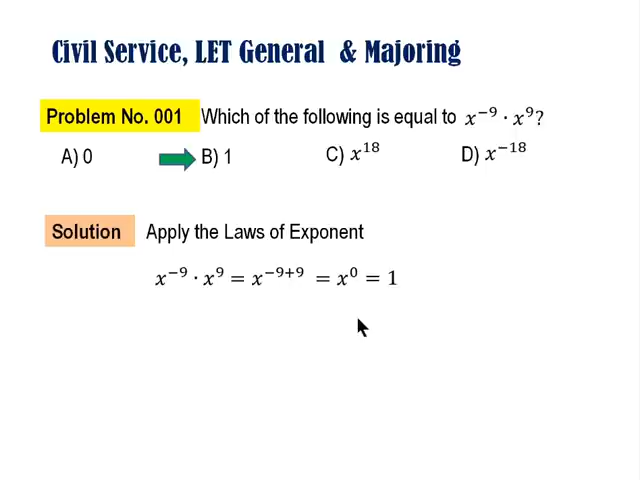 Civil Service, LET General & Majoring
Problem No. 001 Which of the following is equal to x⁻⁹ · x⁹?
A) 0 B) 1 C) x¹⁸ D) x⁻¹⁸
Solution Apply the Laws of Exponent
x⁻⁹ · x⁹ = x⁻⁹⁺⁹ = x⁰ = 1